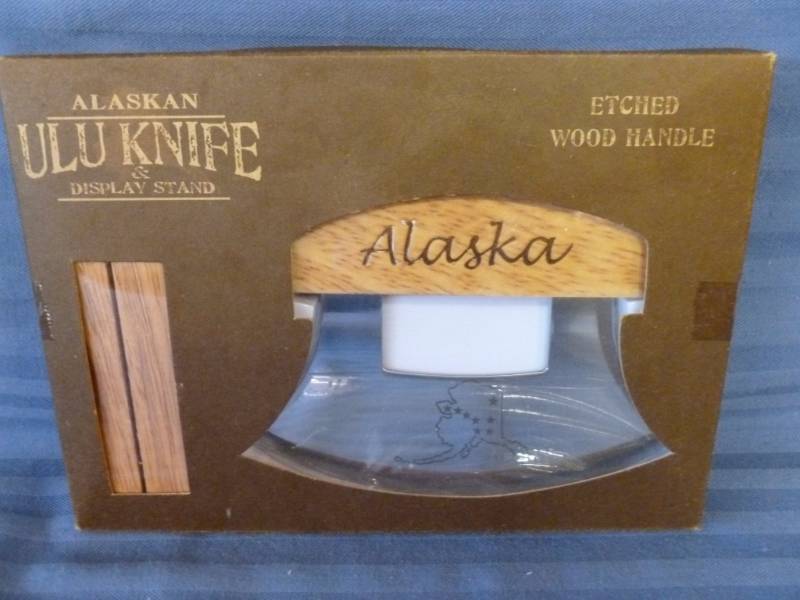 ALASKAN
ULU KNIFE
&
DISPLAY STAND
ETCHED
WOOD HANDLE
Alaska